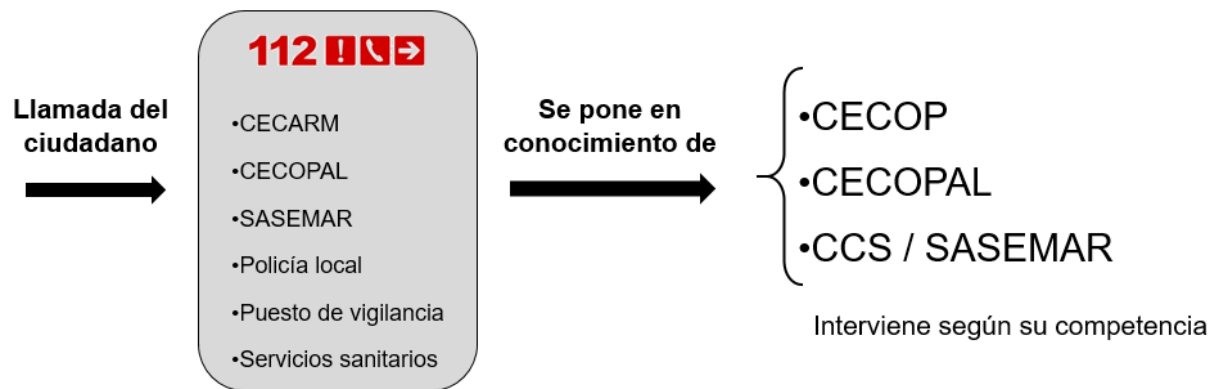 Llamada del
ciudadano
112
•CECARM
•CECOPAL
•SASEMAR
•Policía local
•Puesto de vigilancia
•Servicios sanitarios
Se pone en
conocimiento de
•CECOP
•CECOPAL
•CCS / SASEMAR
Interviene según su competencia